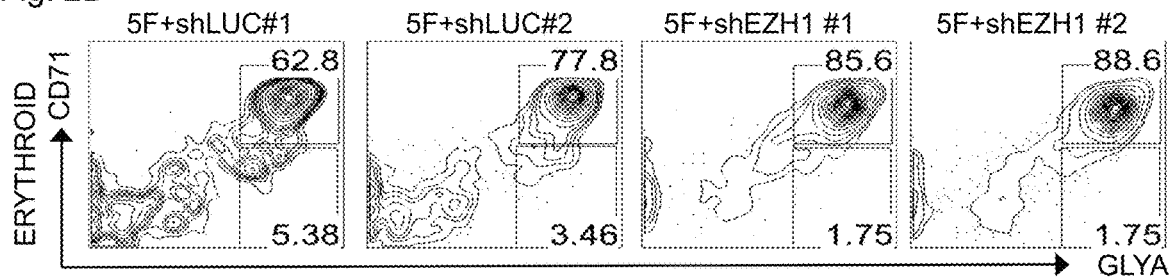 5F+shLUC#1 5F+shLUC#2 5F+shEZH1 #1 5F+shEZH1 #2
ERYTHROID
CD71
62.8 77.8 85.6 88.6
5.38 3.46 1.75 1.75
GLYA